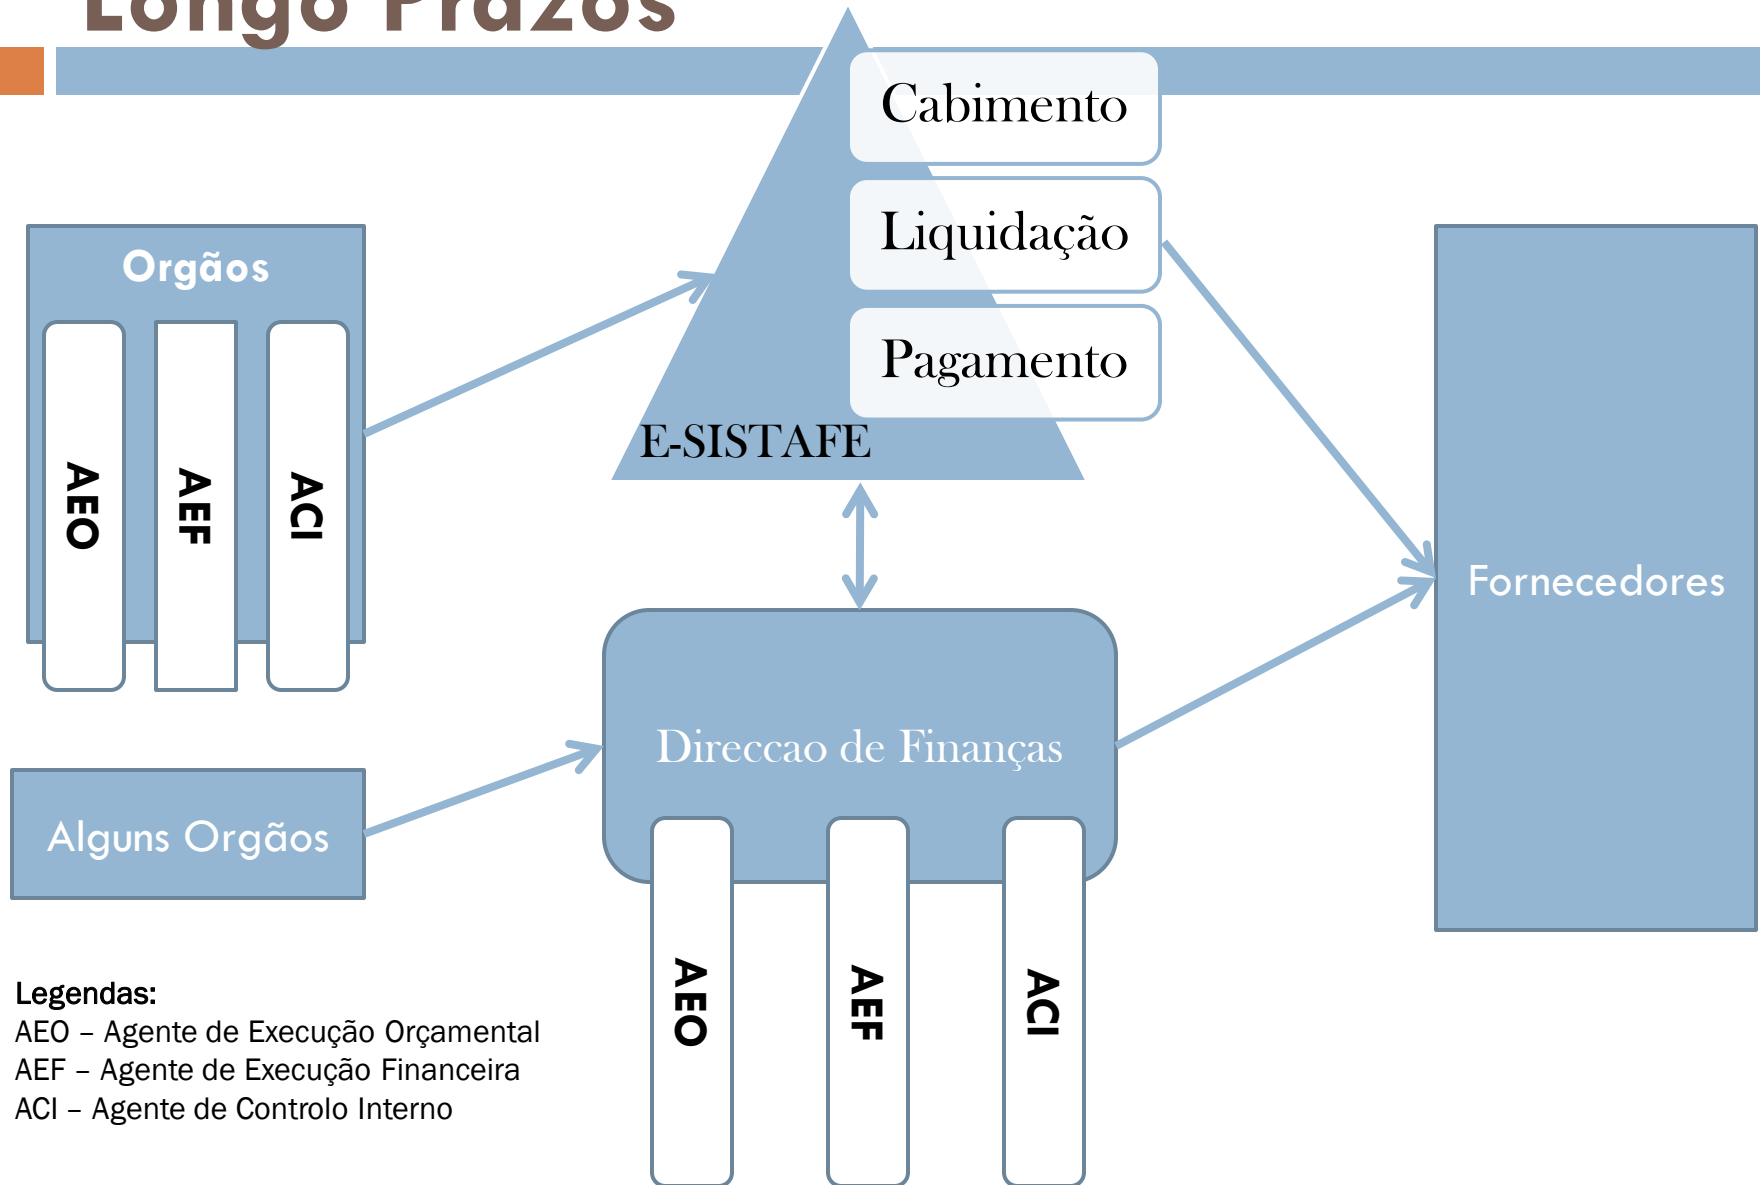 Longo Prazos
Cabimento
Liquidação
Pagamento
E-SISTAFE
Orgãos
AEO
AEF
ACI
Fornecedores
Direccao de Finanças
Alguns Orgãos
AEO
AEF
ACI
Legendas:
AEO – Agente de Execução Orçamental
AEF – Agente de Execução Financeira
ACI – Agente de Controlo Interno